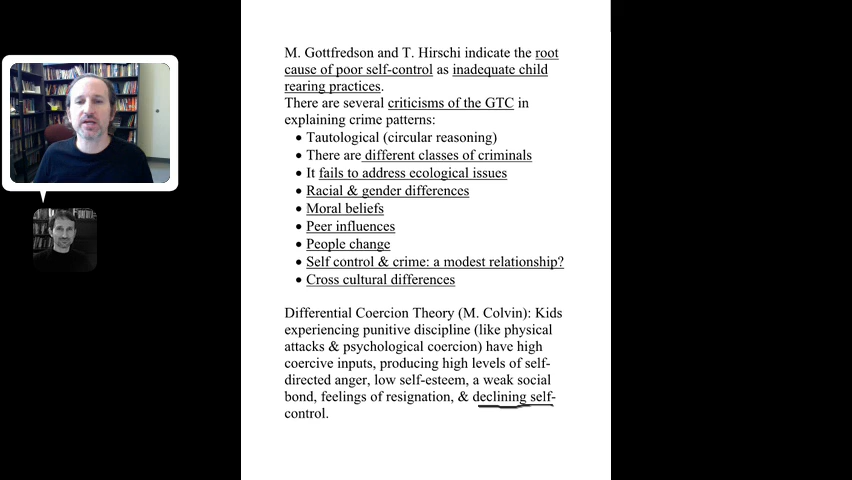 M. Gottfredson and T. Hirschi indicate the root
cause of poor self-control as inadequate child
rearing practices.
There are several criticisms of the GTC in
explaining crime patterns:
• Tautological (circular reasoning)
• There are different classes of criminals
• It fails to address ecological issues
• Racial & gender differences
• Moral beliefs
• Peer influences
• People change
• Self control & crime: a modest relationship?
• Cross cultural differences
Differential Coercion Theory (M. Colvin): Kids
experiencing punitive discipline (like physical
attacks & psychological coercion) have high
coercive inputs, producing high levels of self-
directed anger, low self-esteem, a weak social
bond, feelings of resignation, & declining self-
control.